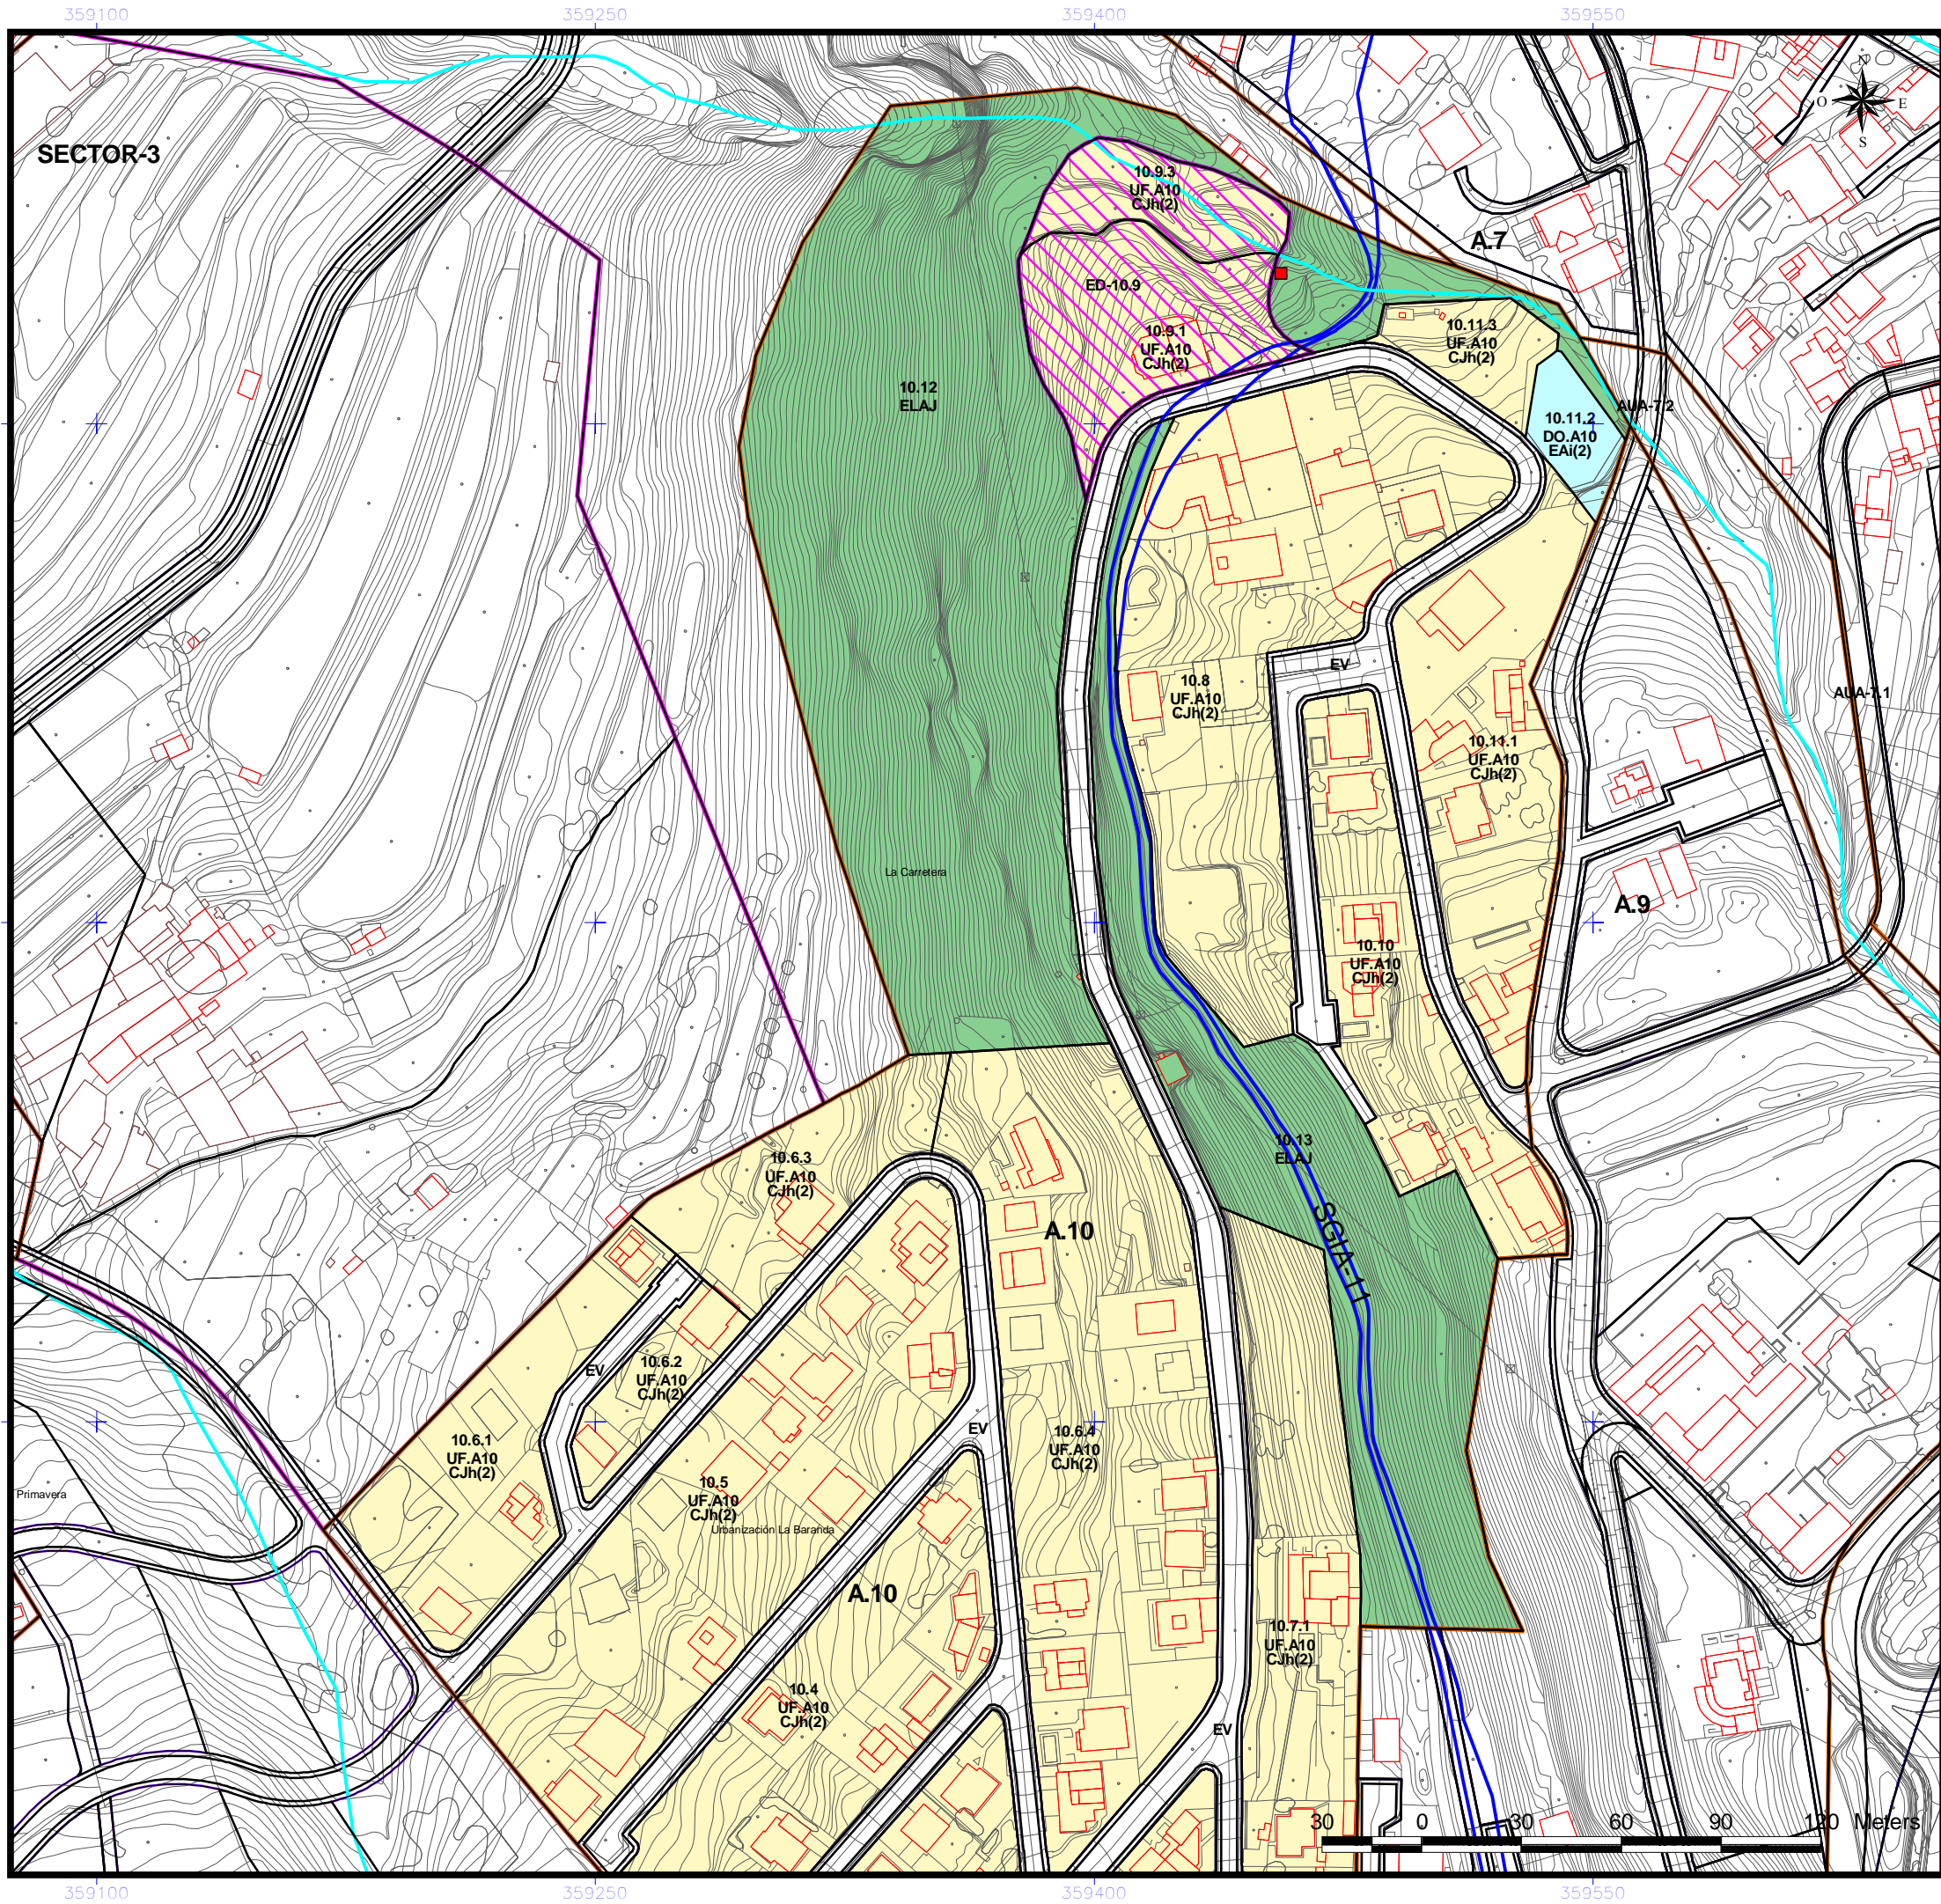 359100
359250
359400
359550
SECTOR-3
N
O
E
S
10.9.3
UF.A10
CJh(2)
A.7
ED-10.9
10.9.1
UF.A10
CJh(2)
10.11.3
UF.A10
CJh(2)
10.12
ELAJ
AUA-7.2
10.11.2
DO.A10
EAi(2)
EV
10.8
UF.A10
CJh(2)
AUA-7.1
10.11.1
UF.A10
CJh(2)
La Carretera
A.9
10.10
UF.A10
CJh(2)
10.13
ELAJ
10.6.3
UF.A10
CJh(2)
A.10
SGIA-11
10.6.2
UF.A10
CJh(2)
EV
EV
10.6.4
UF.A10
CJh(2)
10.6.1
UF.A10
CJh(2)
10.5
UF.A10
CJh(2)
Primavera
Urbanización La Baranda
A.10
10.7.1
UF.A10
CJh(2)
10.4
UF.A10
CJh(2)
EV
30 0 30 60 90 120 Meters
359100
359250
359400
359550